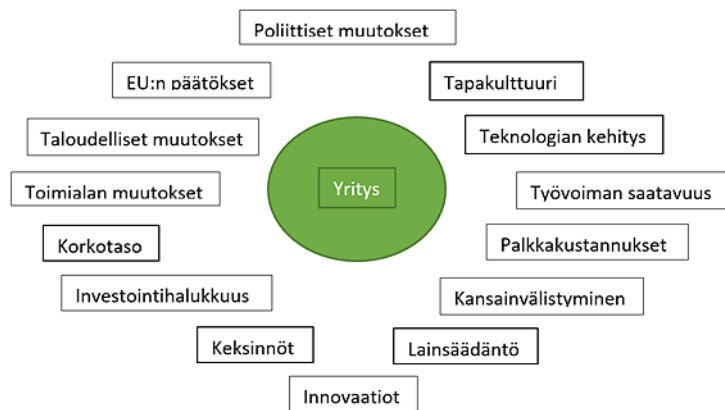 Poliittiset muutokset
EU:n päätökset
Tapakulttuuri
Taloudelliset muutokset
Teknologian kehitys
Toimialan muutokset
Yritys
Työvoiman saatavuus
Korkotaso
Palkkakustannukset
Investointihalukkuus
Kansainvälistyminen
Keksinnöt
Lainsäädäntö
Innovaatiot